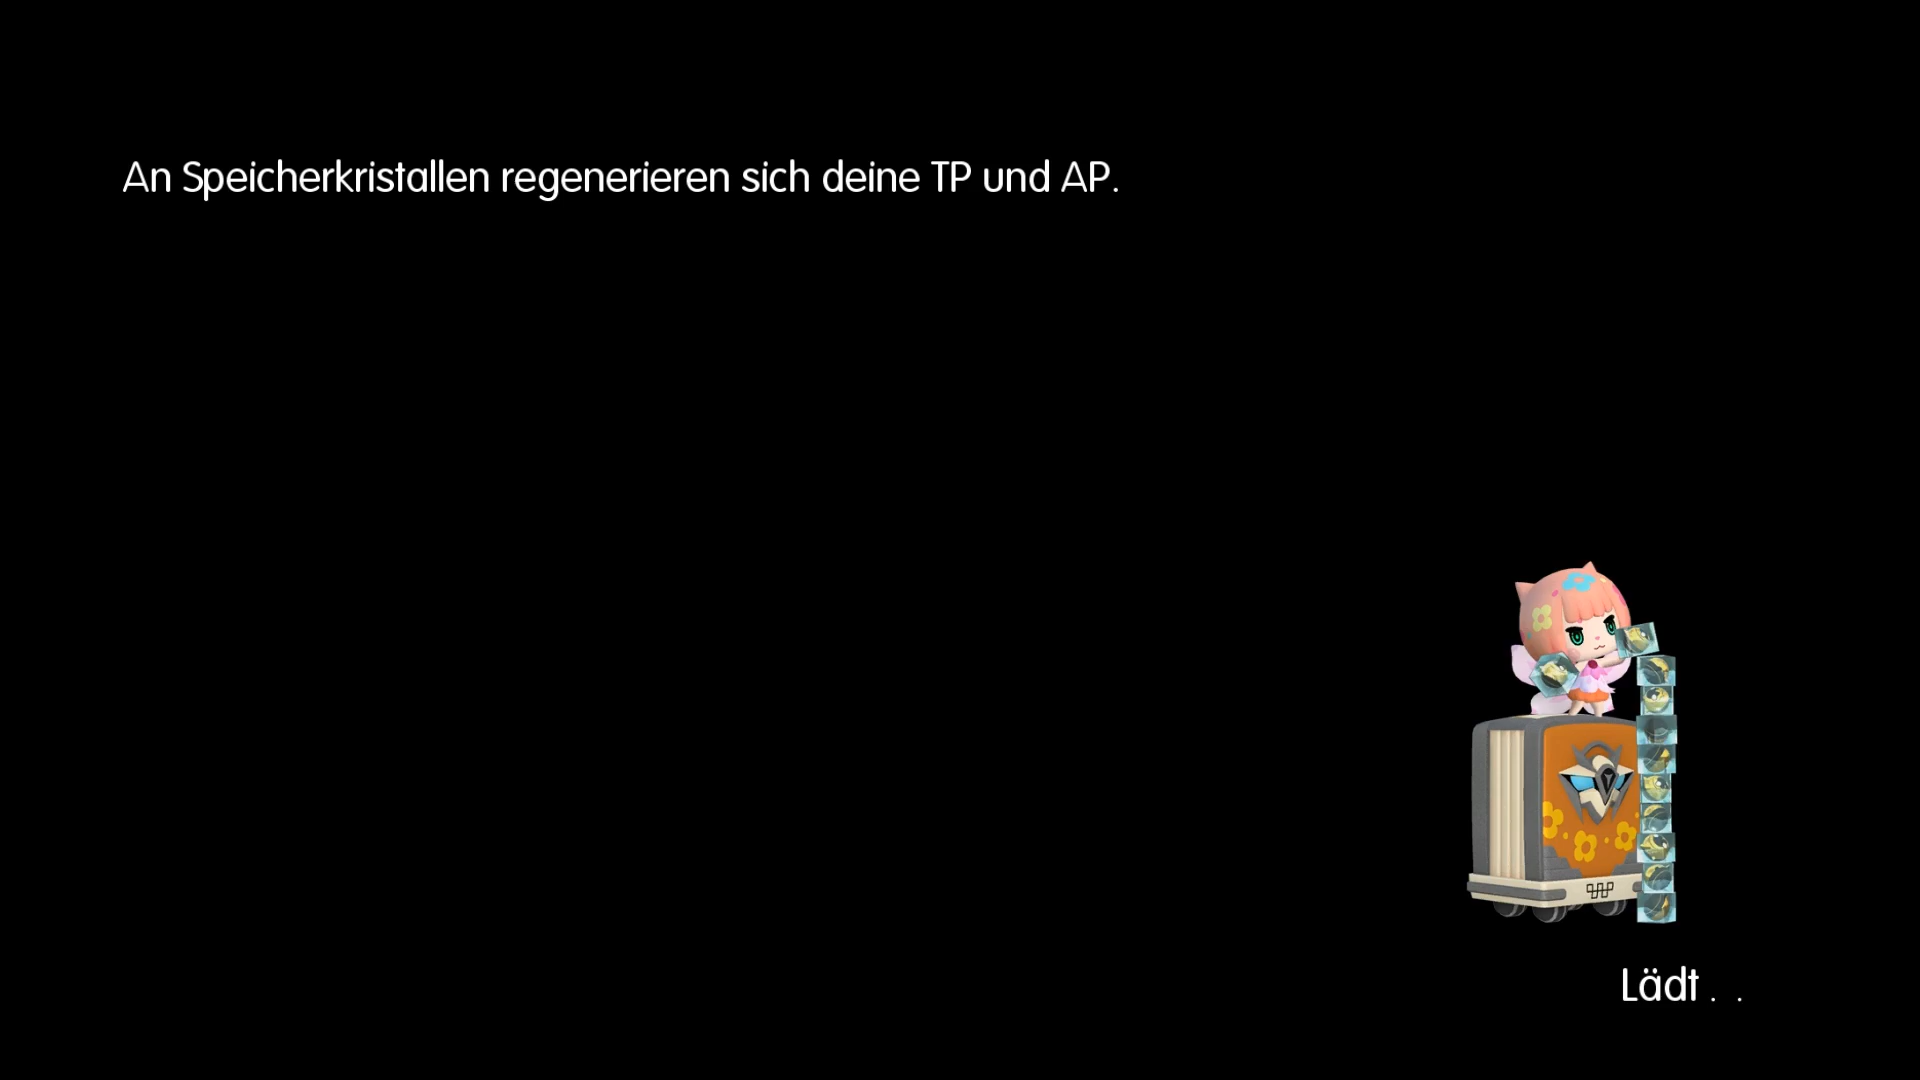 An Speicherkristallen regenerieren sich deine TP und AP.
Lädt . .